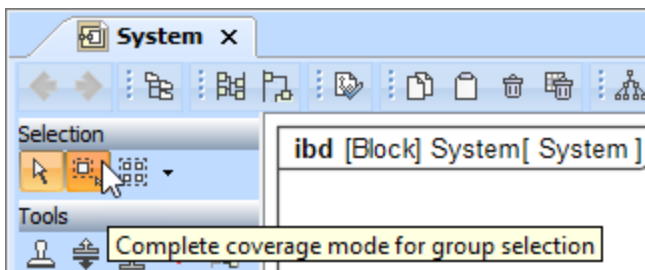 System
Selection
ibd [Block] System[ System ]
Tools
Complete coverage mode for group selection